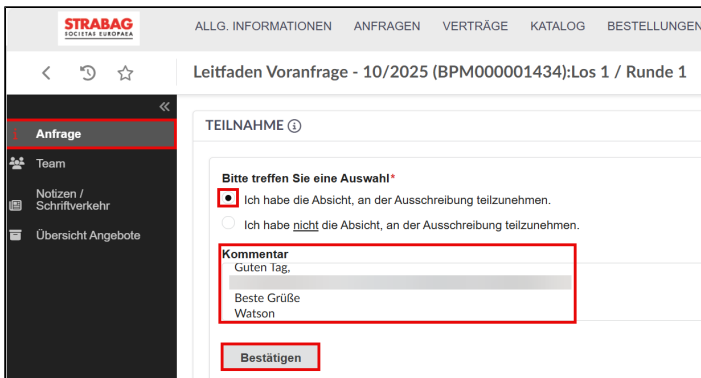 STRABAG
SOCIETAS EUROPAEA
ALLG. INFORMATIONEN ANFRAGEN VERTRÄGE KATALOG BESTELLUNGEN
Leitfaden Voranfrage - 10/2025 (BPM000001434):Los 1 / Runde 1
Anfrage
Team
Notizen /
Schriftverkehr
Übersicht Angebote
TEILNAHME
Bitte treffen Sie eine Auswahl*
Ich habe die Absicht, an der Ausschreibung teilzunehmen.
Ich habe nicht die Absicht, an der Ausschreibung teilzunehmen.
Kommentar
Guten Tag,
Beste Grüße
Watson
Bestätigen